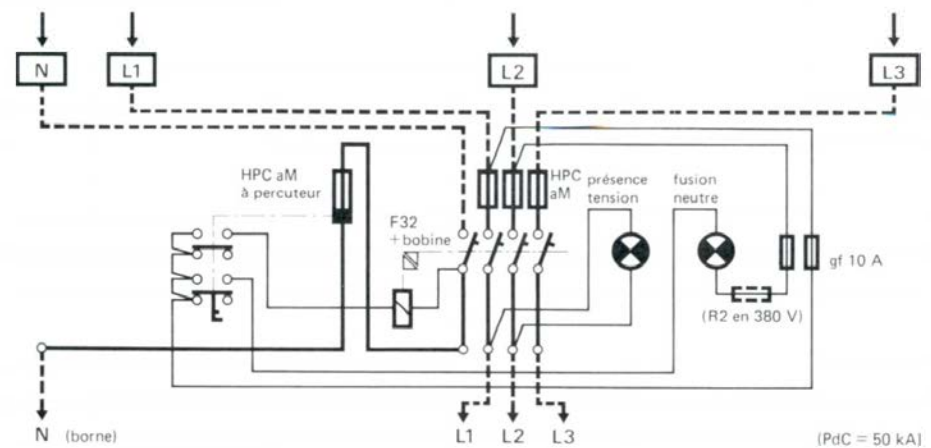 N
L1
L2
L3
HPC aM
à percuteur
F32
+ bobine
HPC
aM
présence
tension
fusion
neutre
gf 10 A
(R2 en 380 V)
N (borne)
L1
L2
L3
(PdC = 50 kA)